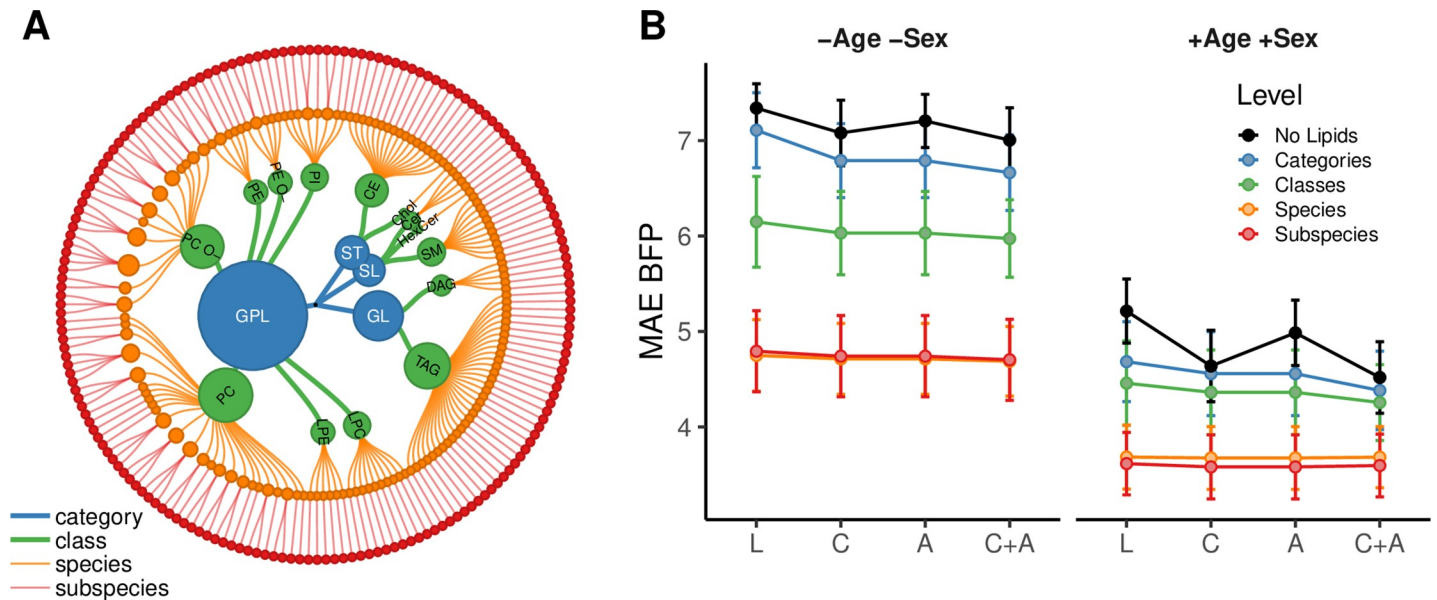 A
PE
PE O–
PI
CE
Chol
Cer
HexCer
PC O–
ST
SL
SM
DAG
GPL
GL
TAG
PC
LPE
LPC
category
class
species
subspecies
B
–Age –Sex
+Age +Sex
Level
No Lipids
Categories
Classes
Species
Subspecies
MAE BFP
7
6
5
4
L C A C+A
L C A C+A